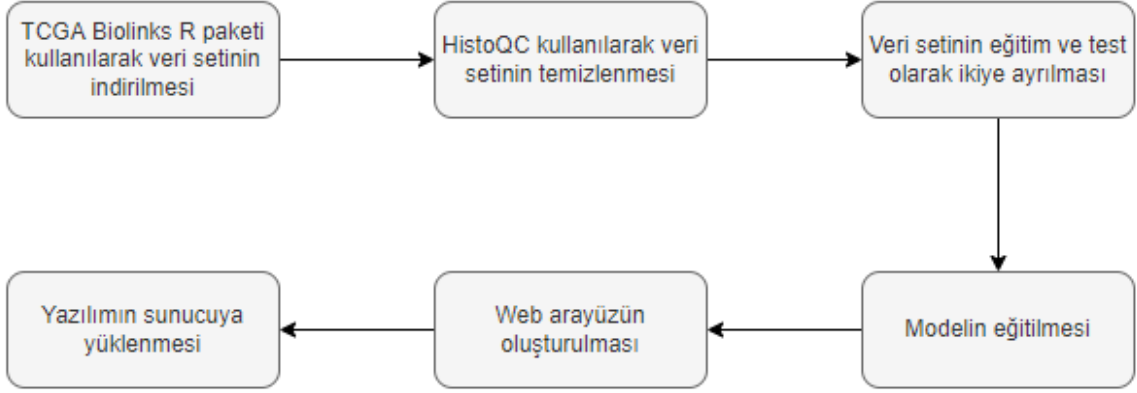 TCGA Biolinks R paketi
kullanılarak veri setinin
indirilmesi
HistoQC kullanılarak veri
setinin temizlenmesi
Veri setinin eğitim ve test
olarak ikiye ayrılması
Modelin eğitilmesi
Web arayüzün
oluşturulması
Yazılımın sunucuya
yüklenmesi